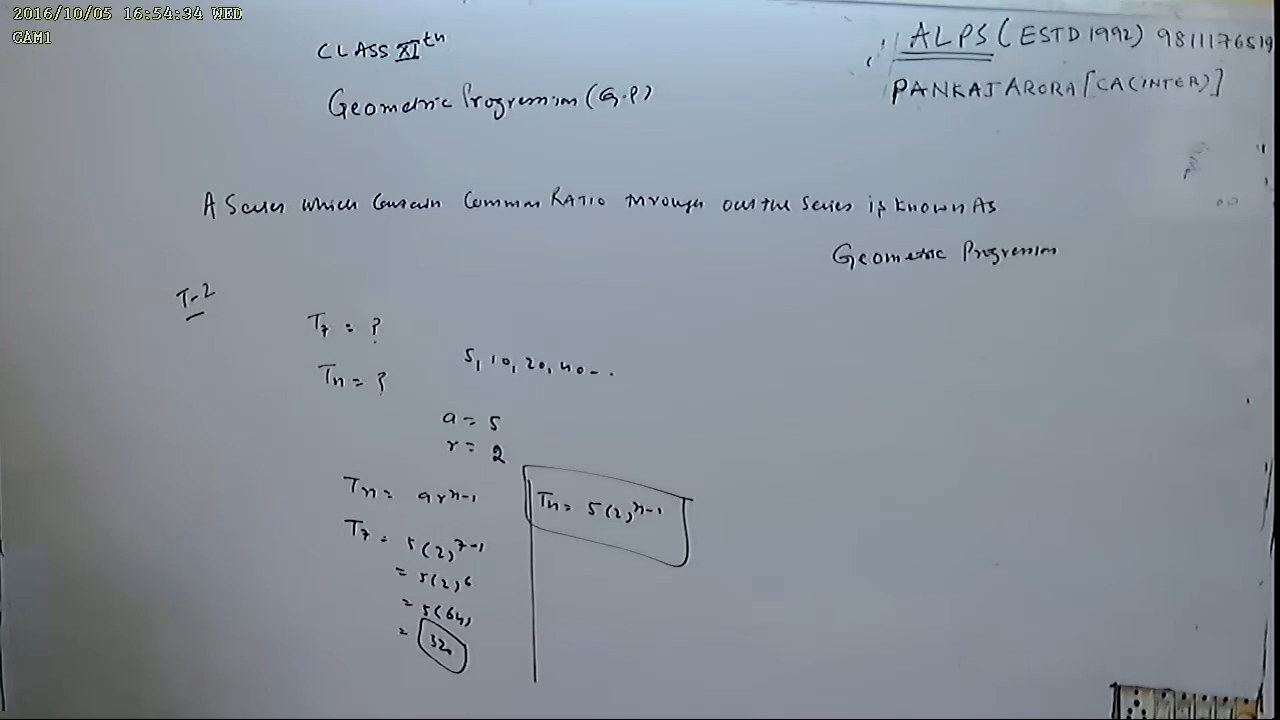 2016/10/05 16:54:34 WED
CAM1
CLASS XIth
ALPS (ESTD 1992) 9811176519
PANKAJ ARORA [CA(INTER)]
Geometric Progression (G.P)
A Series which Contain Common RATIO through out the Series is known As
Geometric Progression
T-2
T7 = ?
Tn = ?
5, 10, 20, 40 - .
a = 5
r = 2
Tn = ar^n-1
Tn = 5(2)^n-1
T7 = 5(2)^7-1
= 5(2)^6
= 5(64)
= 320